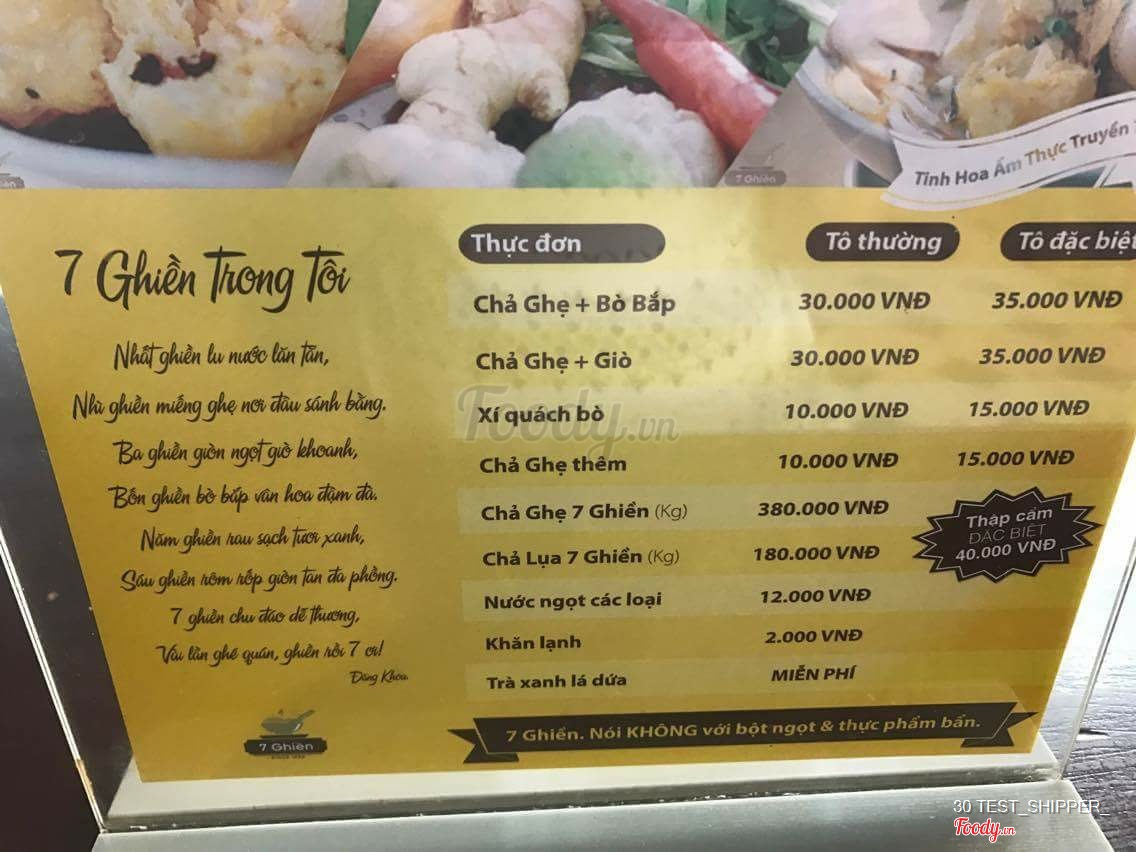 Tinh Hoa Ẩm Thực Truyền
7 Ghiền
7 Ghiền Trong Tôi
Nhất ghiền lu nước lăn tăn,
Nhì ghiền miếng ghẹ nơi đâu sánh bằng.
Ba ghiền giòn ngọt giò khoanh,
Bốn ghiền bò bắp vân hoa đậm đà.
Năm ghiền rau sạch tươi xanh,
Sáu ghiền rôm rốp giòn tan đa phồng.
7 ghiền chu đáo dễ thương,
Vài lần ghé quán, ghiền rồi 7 ơi!
Đăng Khoa.
7 Ghiền
Thực đơn Tô thường Tô đặc biệt
Chả Ghẹ + Bò Bắp 30.000 VNĐ 35.000 VNĐ
Chả Ghẹ + Giò 30.000 VNĐ 35.000 VNĐ
Xí quách bò 10.000 VNĐ 15.000 VNĐ
Chả Ghẹ thêm 10.000 VNĐ 15.000 VNĐ
Chả Ghẹ 7 Ghiền (Kg) 380.000 VNĐ
Chả Lụa 7 Ghiền (Kg) 180.000 VNĐ
Nước ngọt các loại 12.000 VNĐ
Khăn lạnh 2.000 VNĐ
Trà xanh lá dứa MIỄN PHÍ
Thập cẩm
ĐẶC BIỆT
40.000 VNĐ
7 Ghiền. Nói KHÔNG với bột ngọt & thực phẩm bẩn.
Foody.vn
30 TEST_SHIPPER_
Foody.vn